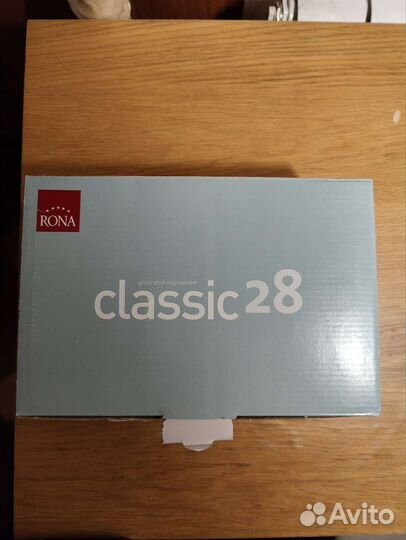 RONA
glass and inspiration
classic 28
Avito